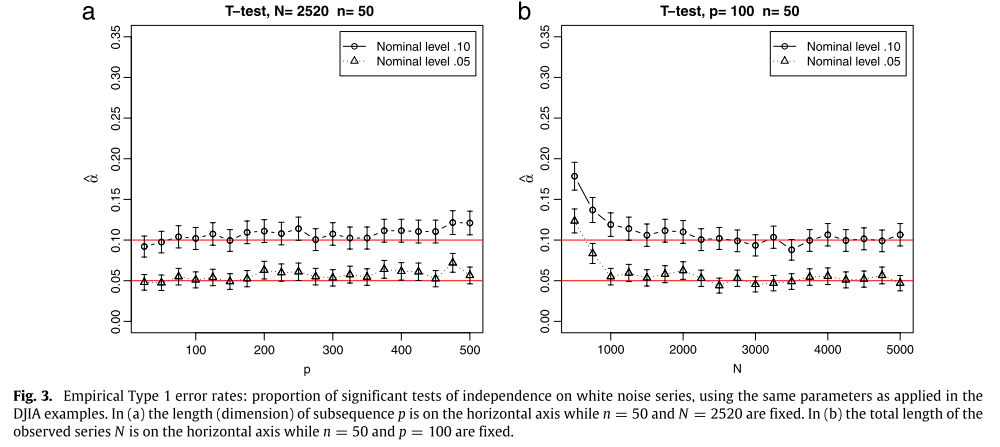 a
T−test, N= 2520 n= 50
Nominal level .10
Nominal level .05
α̂
0.35
0.30
0.25
0.20
0.15
0.10
0.05
0.00
100 200 300 400 500
p
b
T−test, p= 100 n= 50
Nominal level .10
Nominal level .05
α̂
0.35
0.30
0.25
0.20
0.15
0.10
0.05
0.00
1000 2000 3000 4000 5000
N
Fig. 3. Empirical Type 1 error rates: proportion of significant tests of independence on white noise series, using the same parameters as applied in the
DJIA examples. In (a) the length (dimension) of subsequence p is on the horizontal axis while n = 50 and N = 2520 are fixed. In (b) the total length of the
observed series N is on the horizontal axis while n = 50 and p = 100 are fixed.